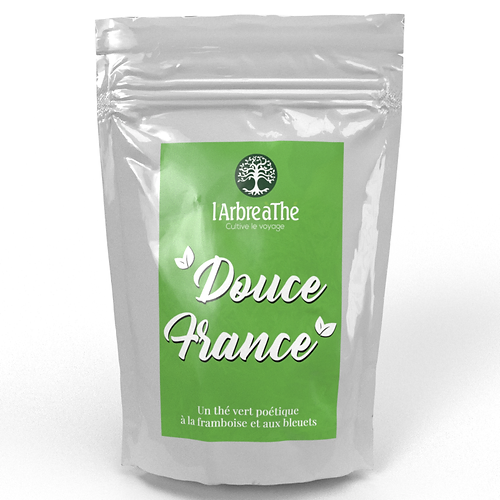 l'ArbreaThe
Cultive le voyage
Douce
France
Un thé vert poétique
à la framboise et aux bleuets